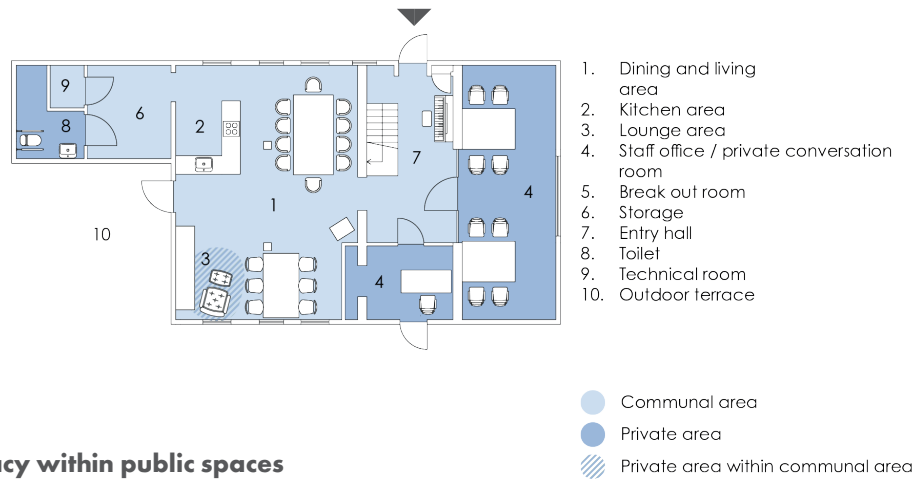 9
6
8
2
7
4
1
10
3
4
1. Dining and living
area
2. Kitchen area
3. Lounge area
4. Staff office / private conversation
room
5. Break out room
6. Storage
7. Entry hall
8. Toilet
9. Technical room
10. Outdoor terrace
Communal area
Private area
Private area within communal area
within public spaces